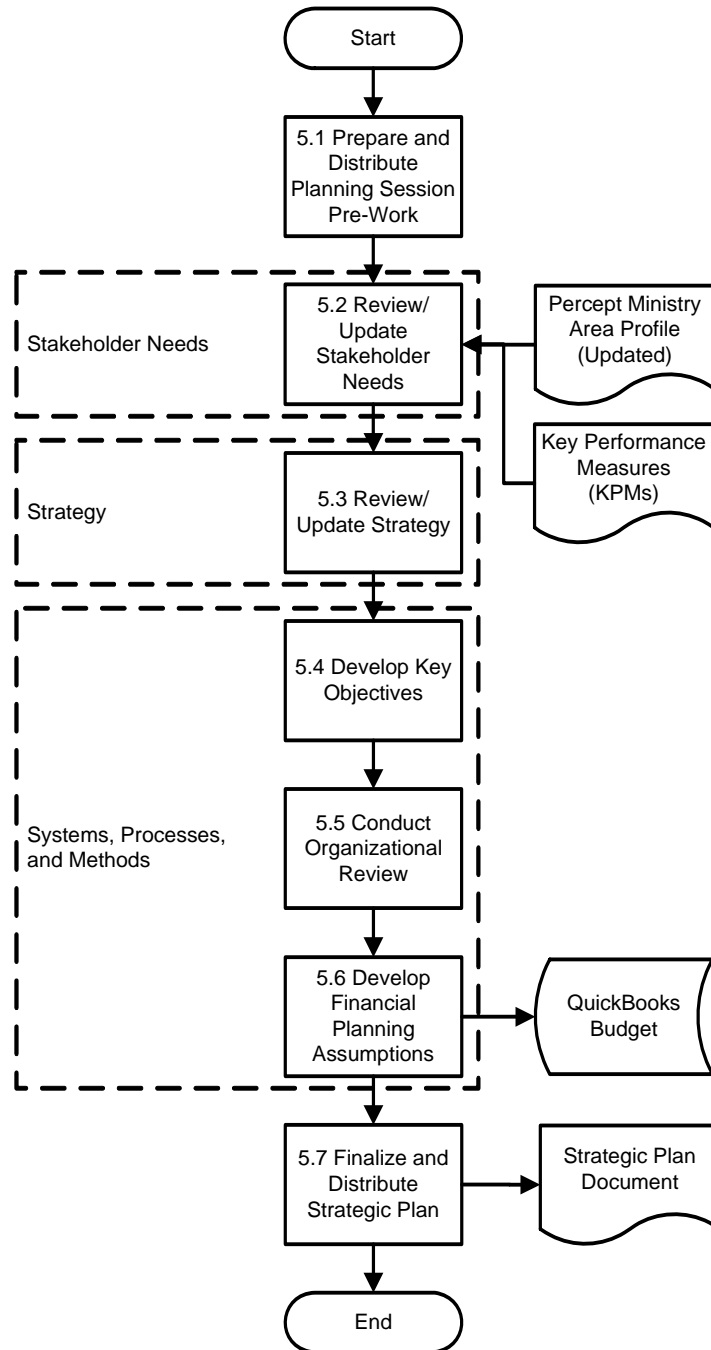 Start
5.1 Prepare and
Distribute
Planning Session
Pre-Work
Stakeholder Needs
5.2 Review/
Update
Stakeholder
Needs
Percept Ministry
Area Profile
(Updated)
Key Performance
Measures
(KPMs)
Strategy
5.3 Review/
Update Strategy
5.4 Develop Key
Objectives
Systems, Processes,
and Methods
5.5 Conduct
Organizational
Review
5.6 Develop
Financial
Planning
Assumptions
QuickBooks
Budget
5.7 Finalize and
Distribute
Strategic Plan
Strategic Plan
Document
End